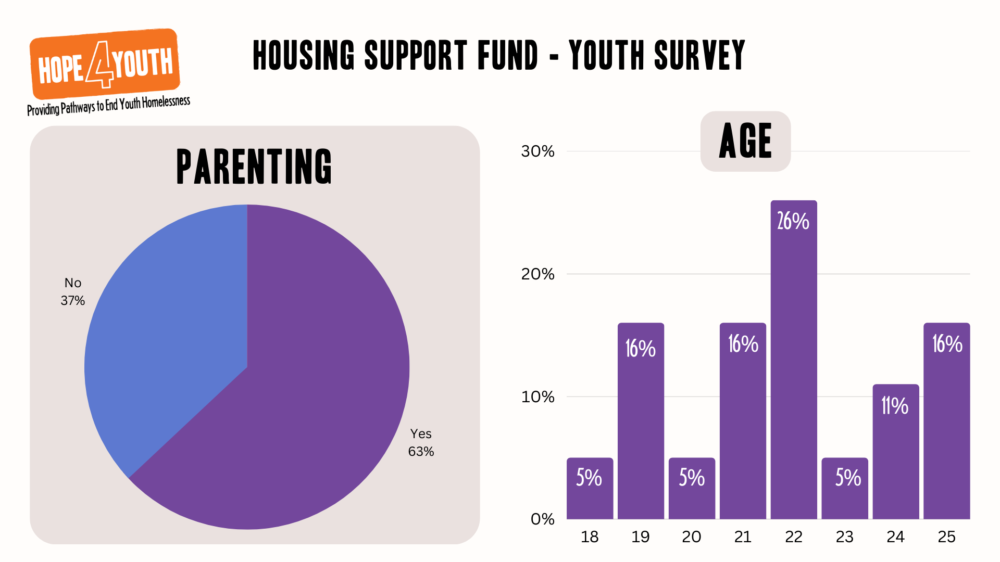 HOPE 4 YOUTH
Providing Pathways to End Youth Homelessness
HOUSING SUPPORT FUND - YOUTH SURVEY
PARENTING
No
37%
Yes
63%
AGE
30%
20%
10%
0%
5%
16%
5%
16%
26%
5%
11%
16%
18 19 20 21 22 23 24 25